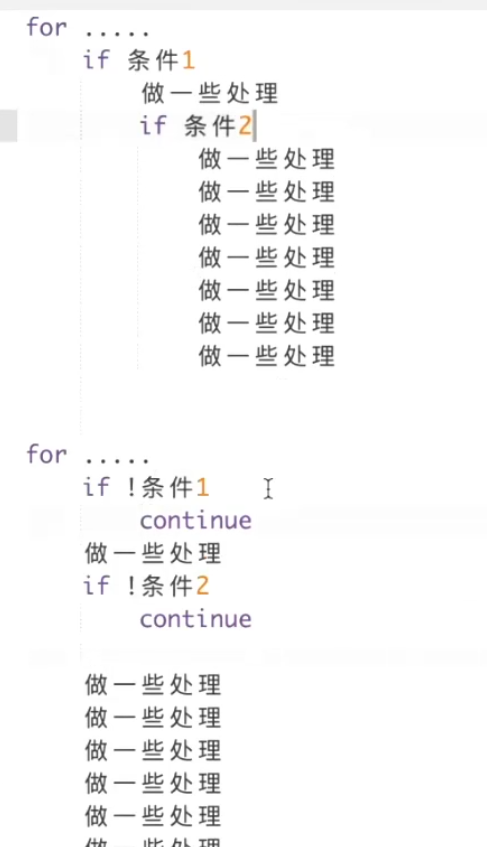 for .....
if 条件1
做一些处理
if 条件2
做一些处理
做一些处理
做一些处理
做一些处理
做一些处理
做一些处理
做一些处理
for .....
if !条件1
continue
做一些处理
if !条件2
continue
做一些处理
做一些处理
做一些处理
做一些处理
做一些处理